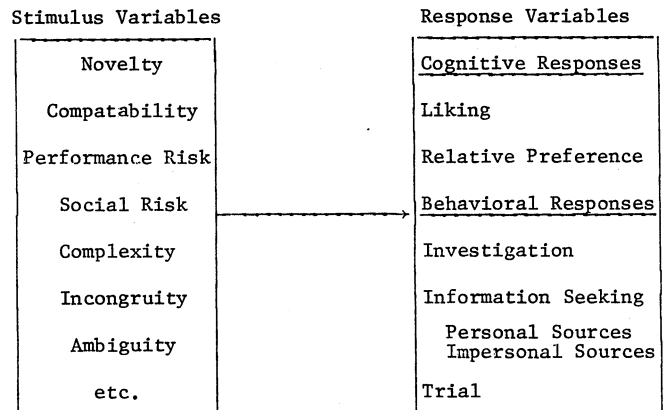 Stimulus Variables
Novelty
Compatability
Performance Risk
Social Risk
Complexity
Incongruity
Ambiguity
etc.
Response Variables
Cognitive Responses
Liking
Relative Preference
Behavioral Responses
Investigation
Information Seeking
Personal Sources
Impersonal Sources
Trial